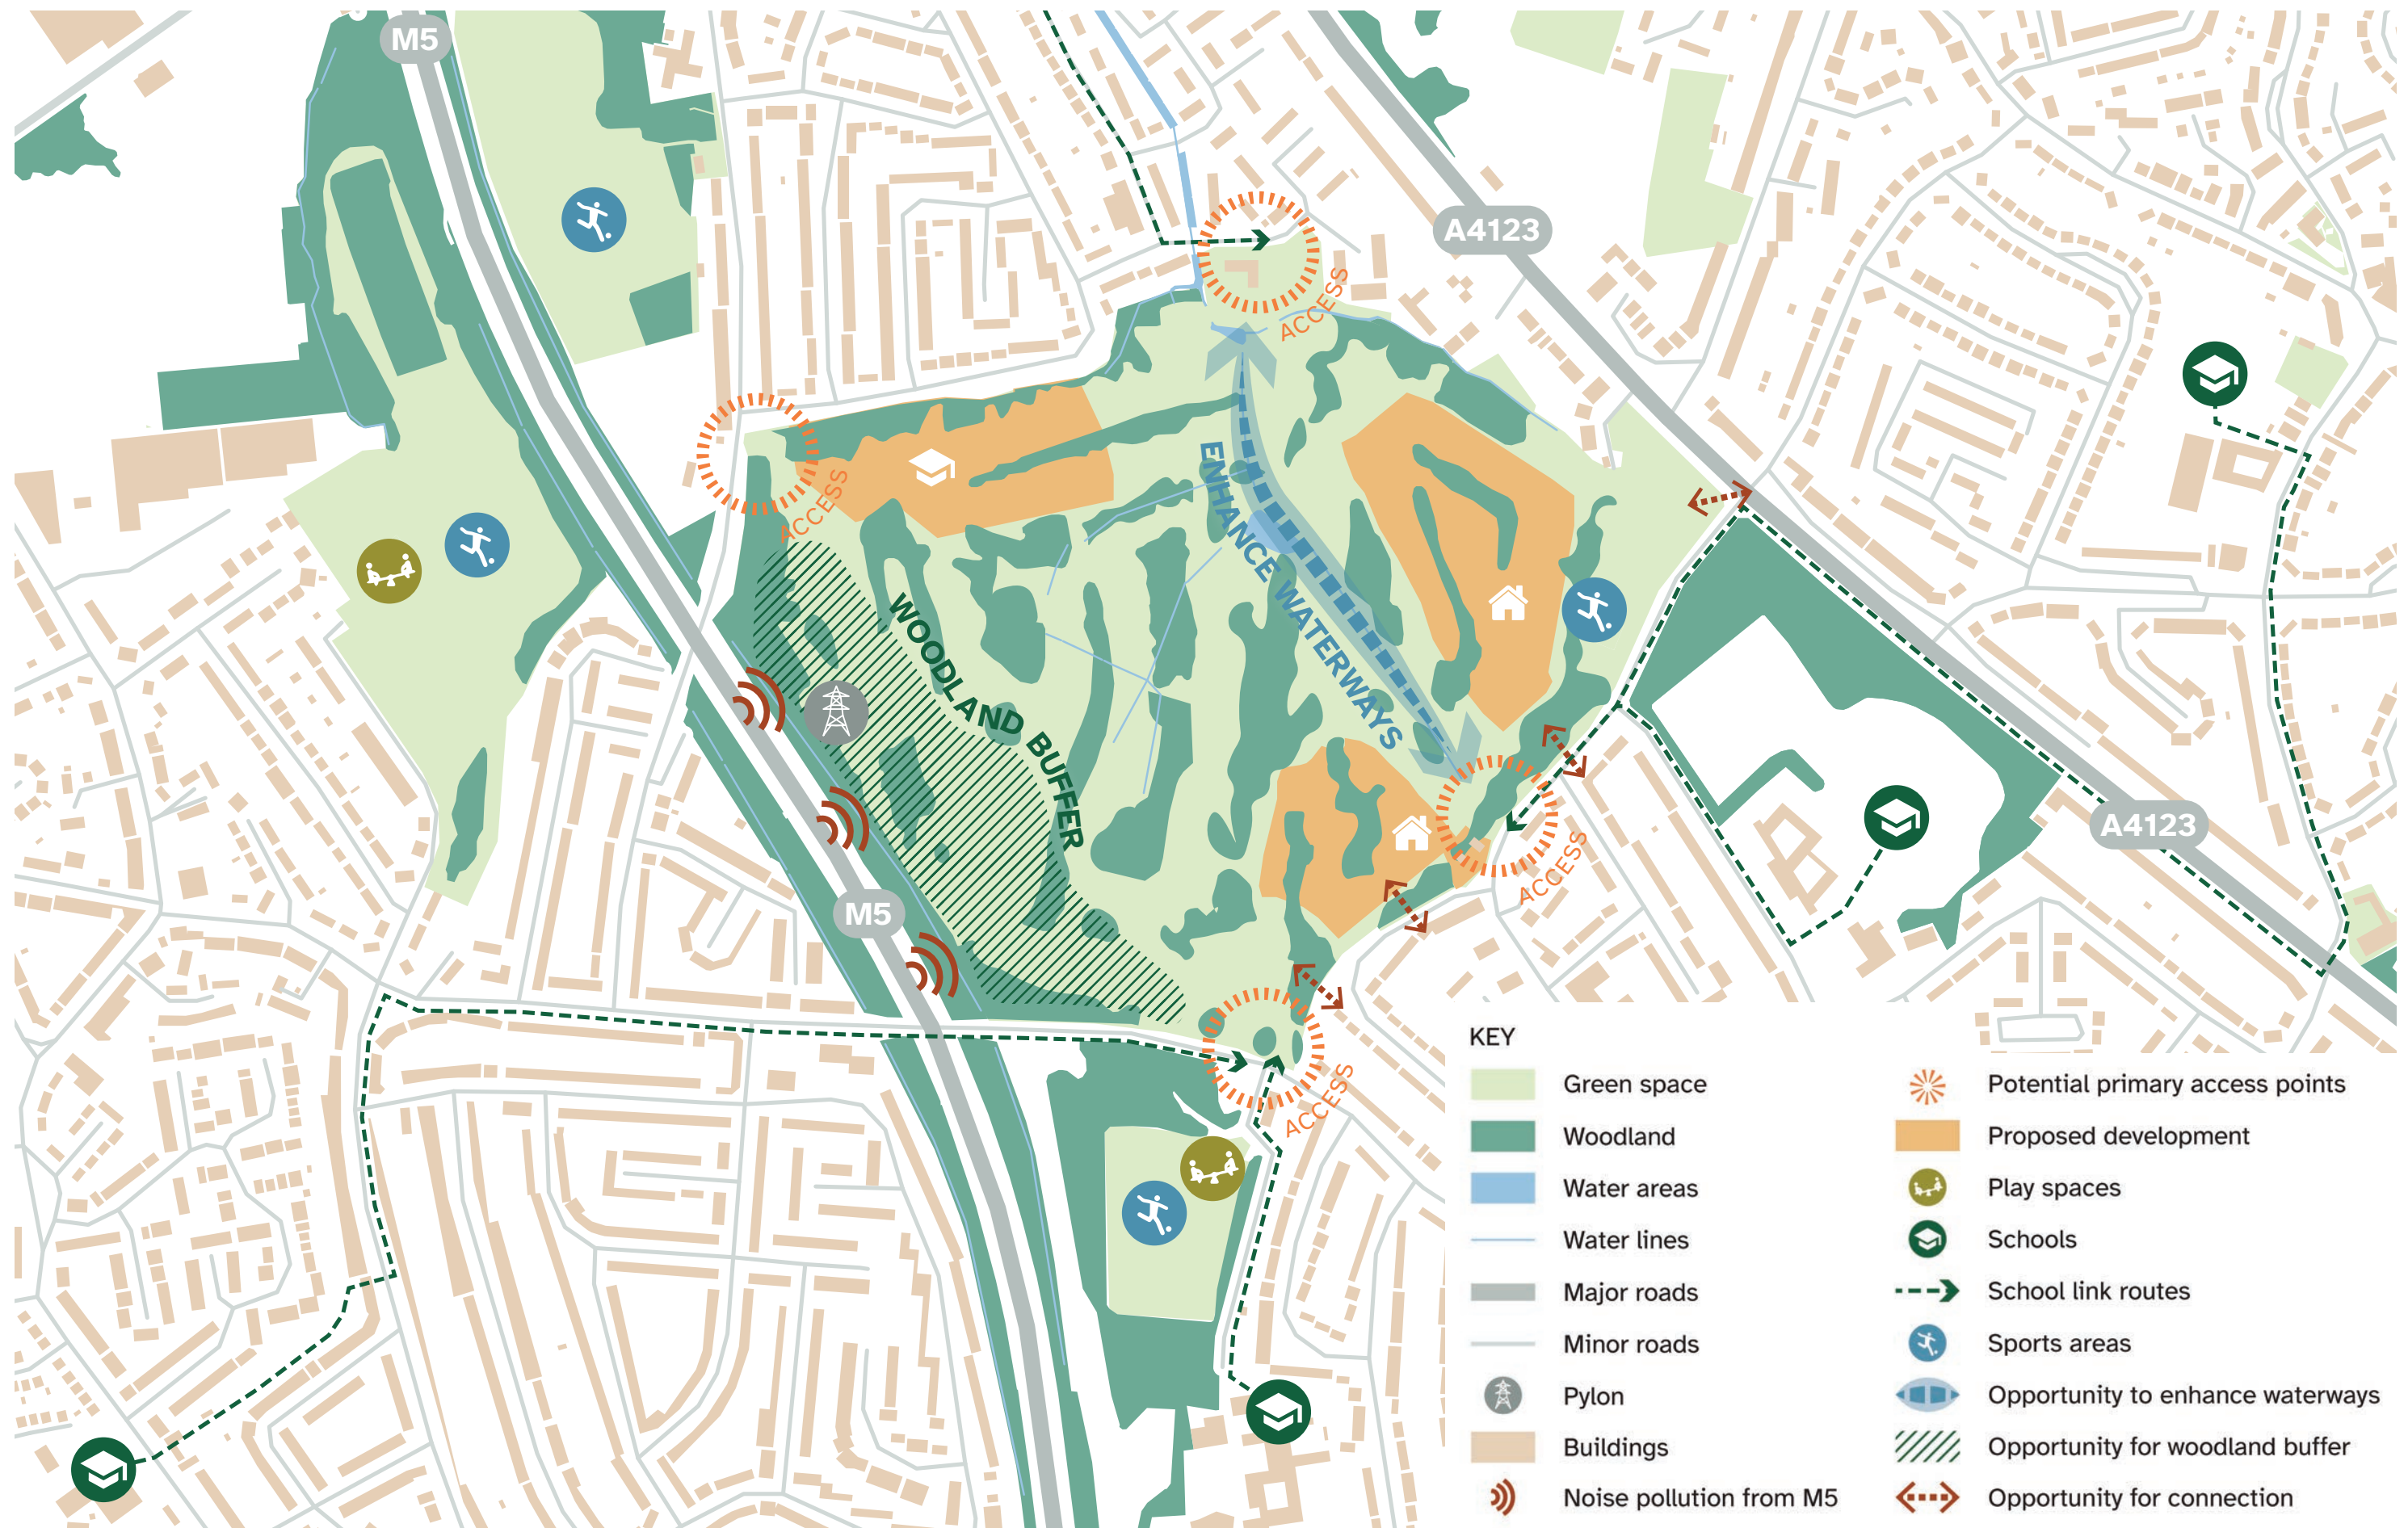 M5
A4123
ACCESS
ACCESS
ENHANCE WATERWAYS
WOODLAND BUFFER
A4123
ACCESS
M5
ACCESS
KEY
Green space
Woodland
Water areas
Water lines
Major roads
Minor roads
Pylon
Buildings
Noise pollution from M5
Potential primary access points
Proposed development
Play spaces
Schools
School link routes
Sports areas
Opportunity to enhance waterways
Opportunity for woodland buffer
Opportunity for connection